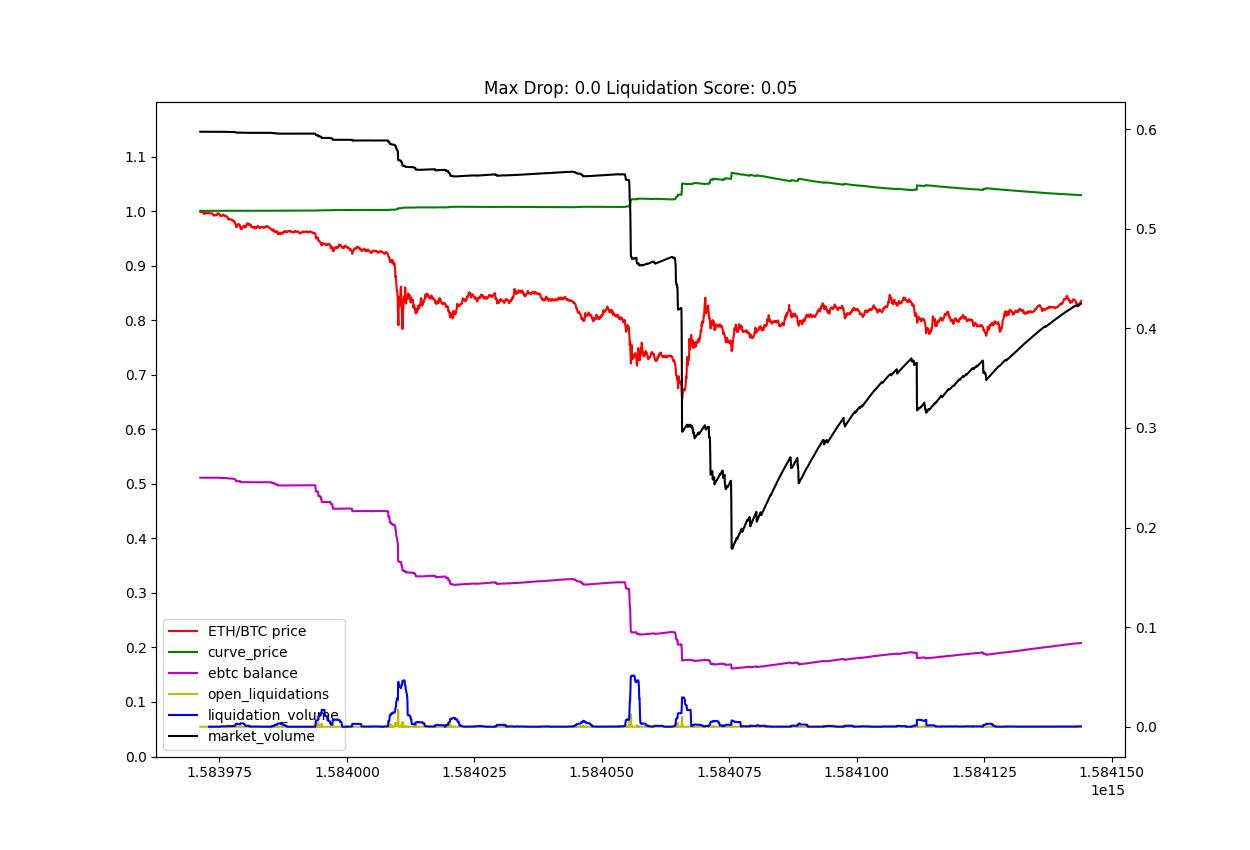 Max Drop: 0.0 Liquidation Score: 0.05
1.1
1.0
0.9
0.8
0.7
0.6
0.5
0.4
0.3
0.2
0.1
0.0
0.6
0.5
0.4
0.3
0.2
0.1
0.0
ETH/BTC price
curve_price
ebtc balance
open_liquidations
liquidation_volume
market_volume
1.583975 1.584000 1.584025 1.584050 1.584075 1.584100 1.584125 1.584150
1e15